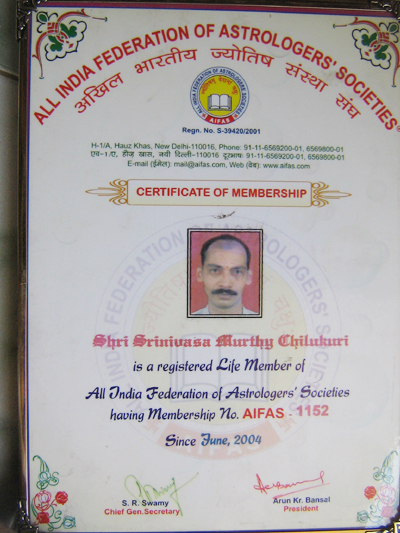 ALL INDIA FEDERATION OF ASTROLOGERS' SOCIETIES
अखिल भारतीय ज्योतिष संस्था संघ
AIFAS
Regn. No. S-39420/2001
H-1/A, Hauz Khas, New Delhi-110016, Phone: 91-11-6569200-01, 6569800-01
एच-1/ए, हौज़ खास, नयी दिल्ली-110016 दूरभाष: 91-11-6569200-01, 6569800-01
E-mail (ईमेल): mail@aifas.com, Web (वेब): www.aifas.com
CERTIFICATE OF MEMBERSHIP
Shri Srinivasa Murthy Chilukuri
is a registered Life Member of
All India Federation of Astrologers' Societies
having Membership No. AIFAS - 1152
Since June, 2004
S. R. Swamy
Chief Gen.Secretary
Arun Kr. Bansal
President